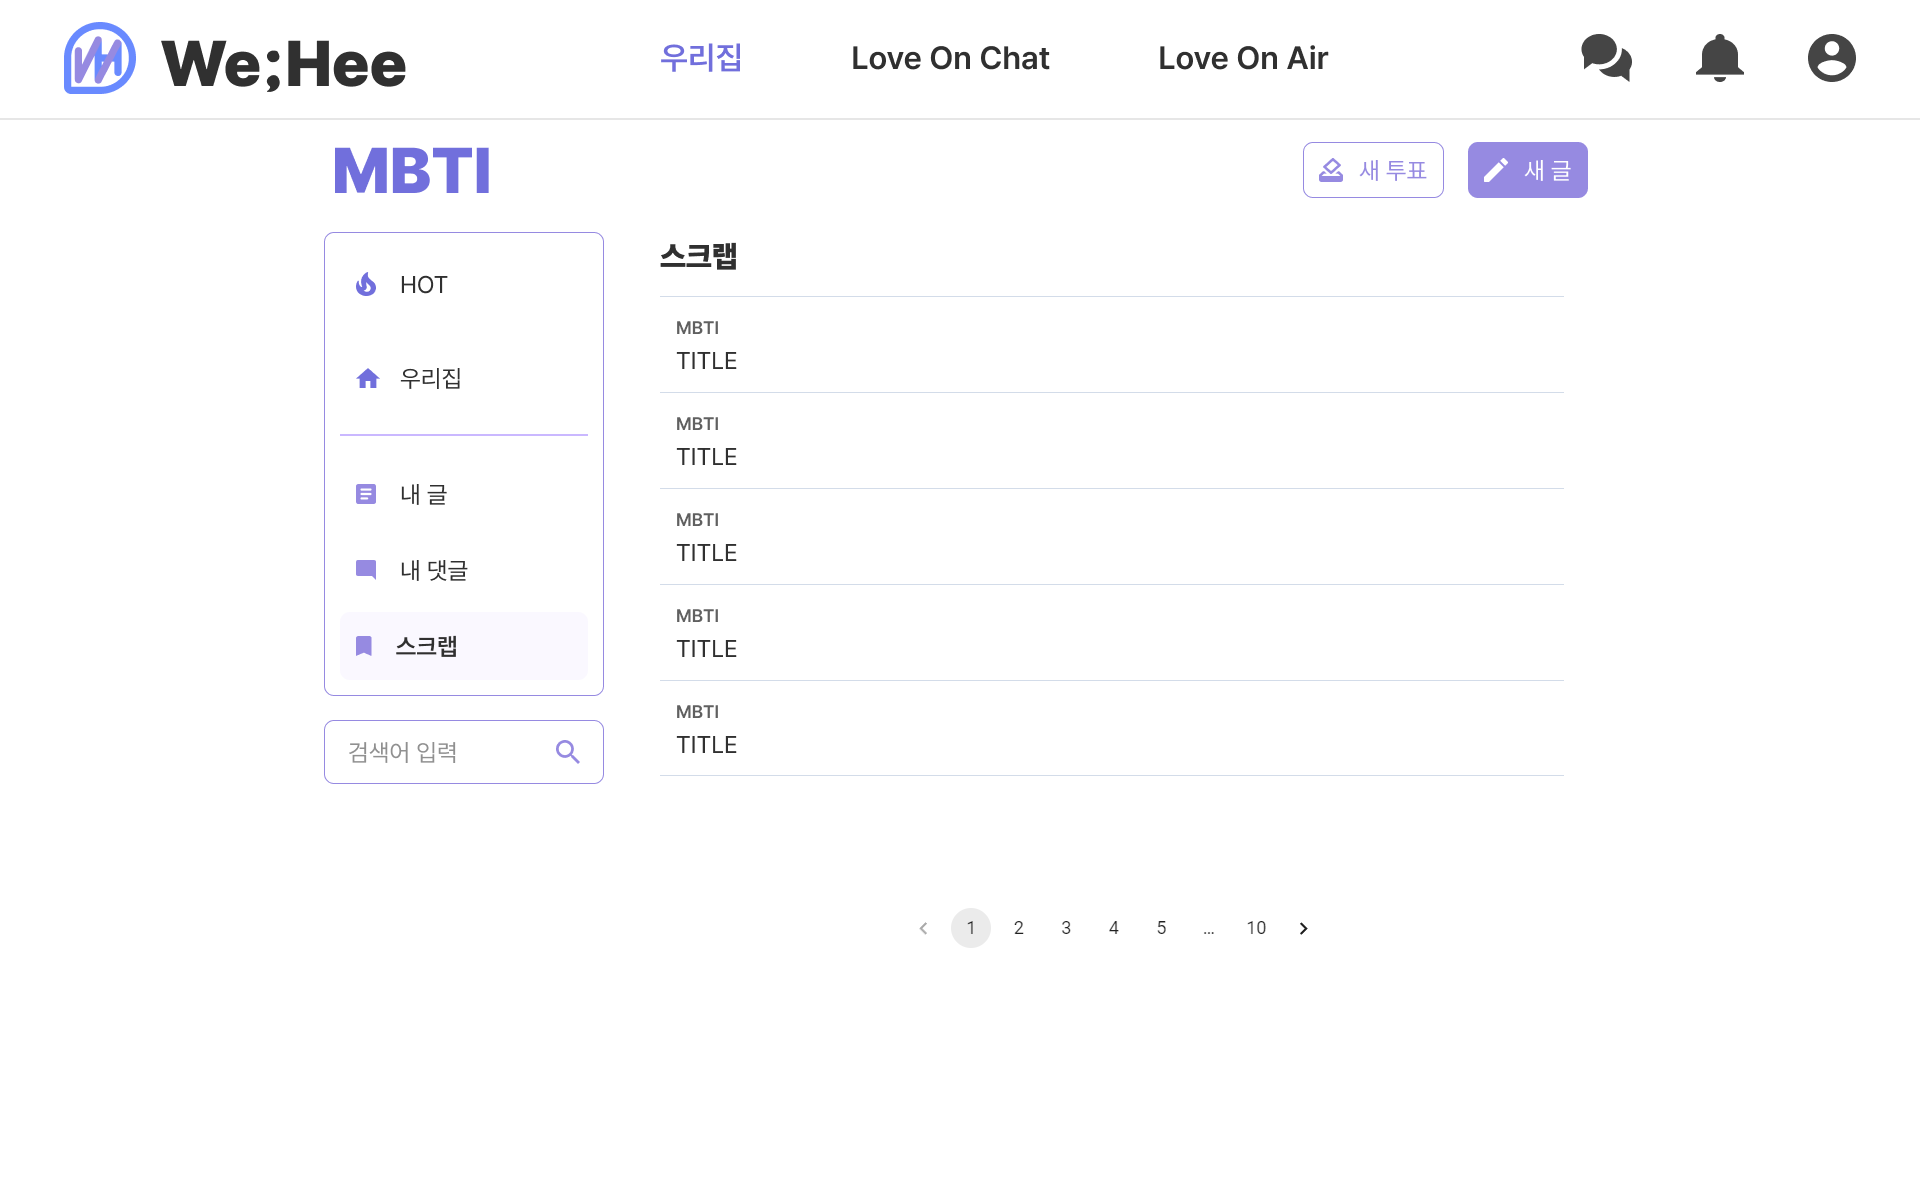 We;Hee
우리집
Love On Chat
Love On Air
MBTI
새 투표
새 글
HOT
우리집
내 글
내 댓글
스크랩
검색어 입력
스크랩
MBTI
TITLE
MBTI
TITLE
MBTI
TITLE
MBTI
TITLE
MBTI
TITLE
1 2 3 4 5 ... 10